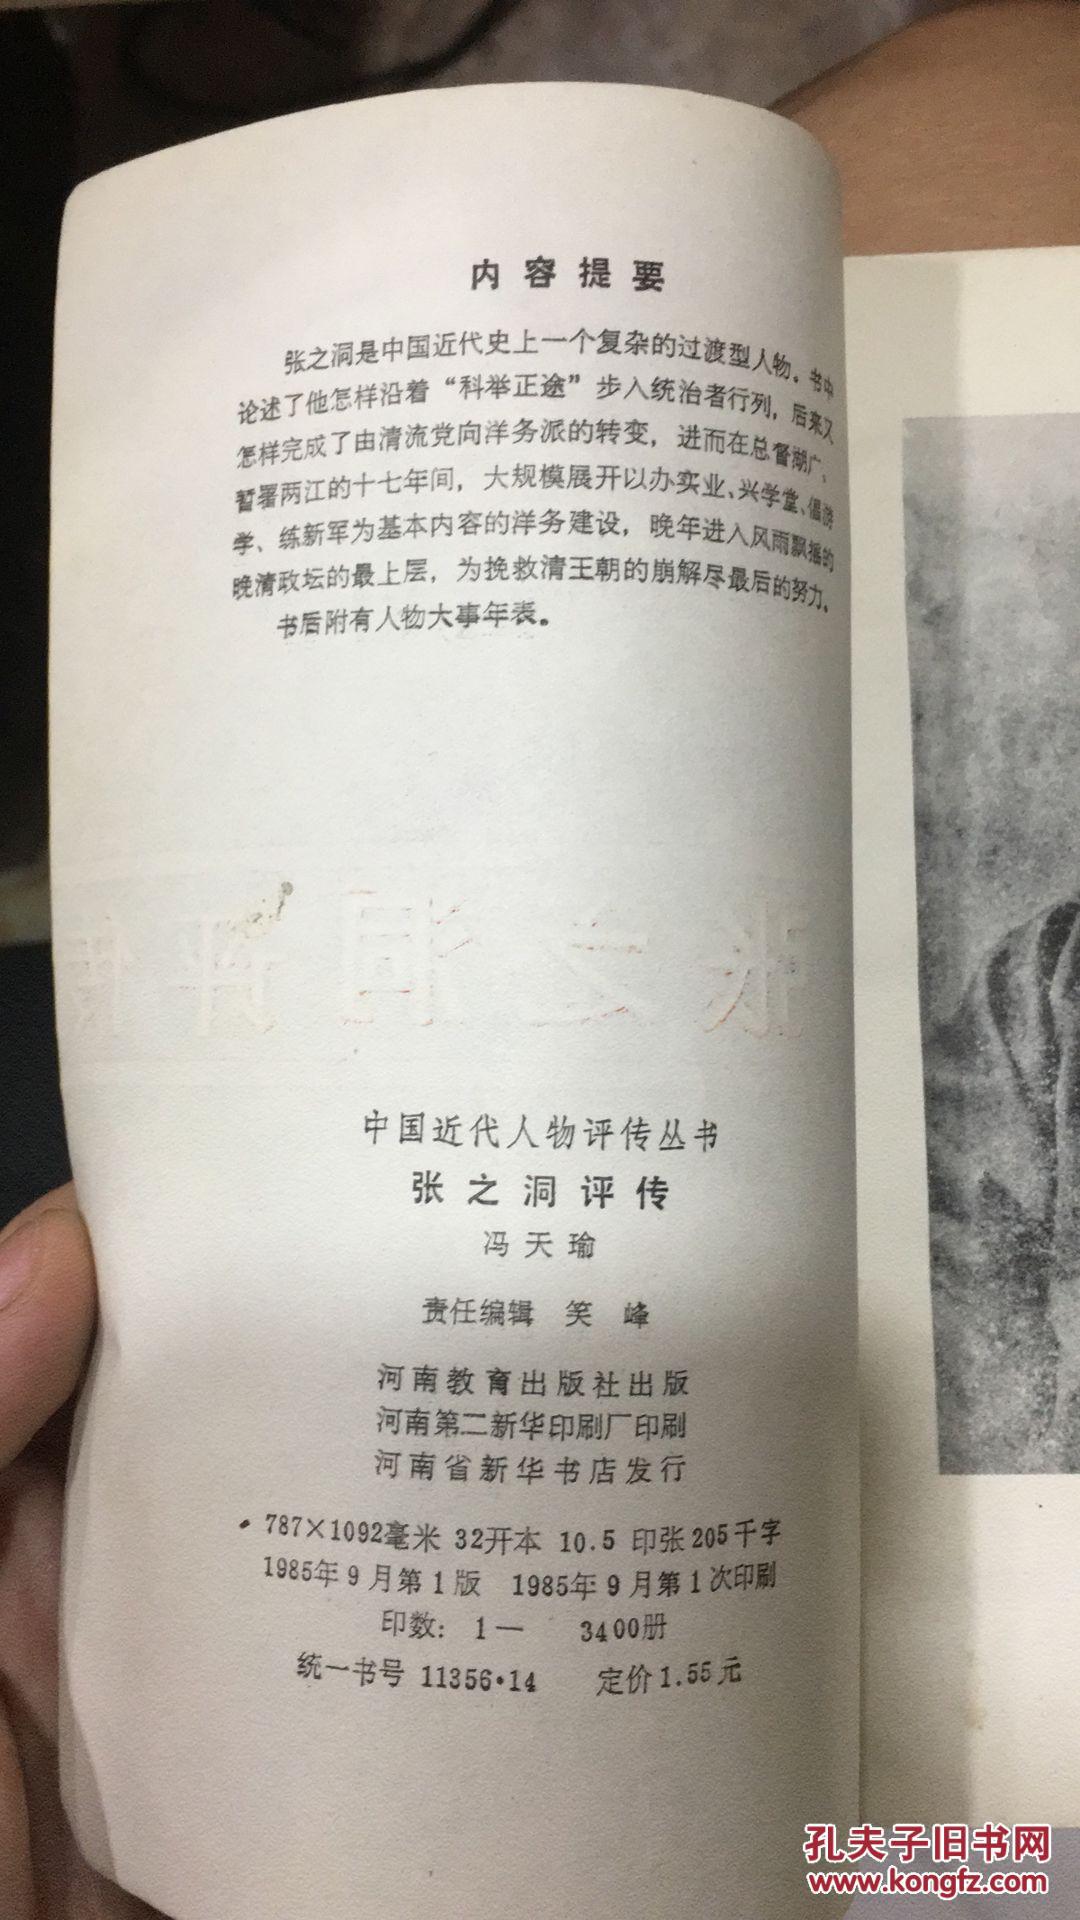 内容提要
张之洞是中国近代史上一个复杂的过渡型人物。书中
论述了他怎样沿着“科举正途”步入统治者行列，后来又
怎样完成了由清流党向洋务派的转变，进而在总督湖广、
暂署两江的十七年间，大规模展开以办实业、兴学堂、倡游
学、练新军为基本内容的洋务建设，晚年进入风雨飘摇的
晚清政坛的最上层，为挽救清王朝的崩解尽最后的努力。
书后附有人物大事年表。
中国近代人物评传丛书
张之洞评传
冯天瑜
责任编辑 笑峰
河南教育出版社出版
河南第二新华印刷厂印刷
河南省新华书店发行
787×1092毫米 32开本 10.5 印张 205千字
1985年9月第1版 1985年9月第1次印刷
印数：1— 3400册
统一书号 11356·14 定价1.55元
孔夫子旧书网
www.kongfz.com